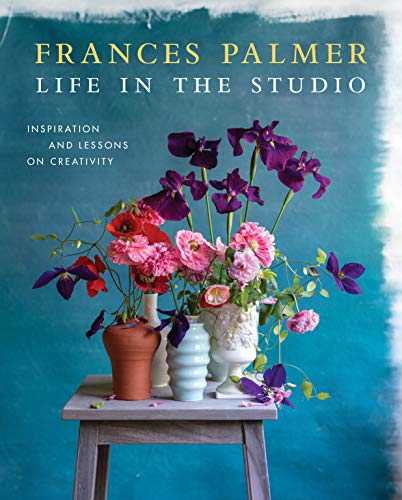 FRANCES PALMER
LIFE IN THE STUDIO
INSPIRATION
AND LESSONS
ON CREATIVITY